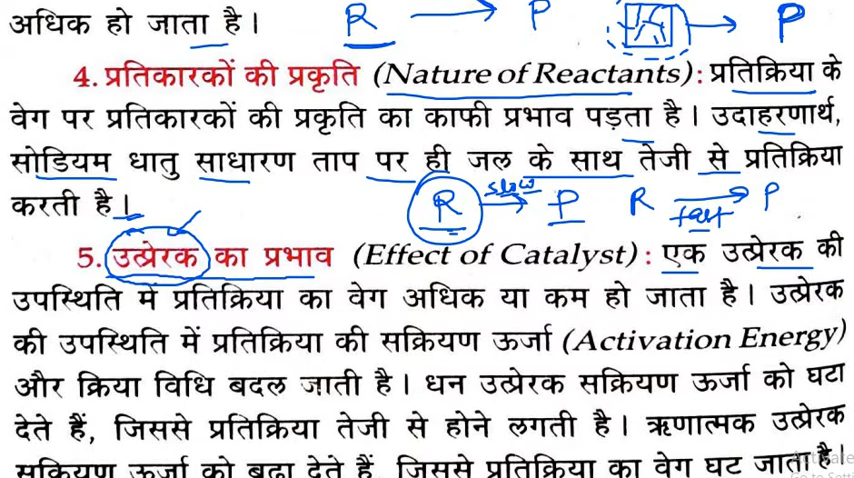 अधिक हो जाता है। R P P
4. प्रतिकारकों की प्रकृति (Nature of Reactants) : प्रतिक्रिया के
वेग पर प्रतिकारकों की प्रकृति का काफी प्रभाव पड़ता है। उदाहरणार्थ,
सोडियम धातु साधारण ताप पर ही जल के साथ तेजी से प्रतिक्रिया
करती है। R slow P R fast P
5. उत्प्रेरक का प्रभाव (Effect of Catalyst) : एक उत्प्रेरक की
उपस्थिति में प्रतिक्रिया का वेग अधिक या कम हो जाता है। उत्प्रेरक
की उपस्थिति में प्रतिक्रिया की सक्रियण ऊर्जा (Activation Energy)
और क्रिया विधि बदल जाती है। धन उत्प्रेरक सक्रियण ऊर्जा को घटा
देते हैं, जिससे प्रतिक्रिया तेजी से होने लगती है। ऋणात्मक उत्प्रेरक
सक्रियण ऊर्जा को बढ़ा देते हैं, जिससे प्रतिक्रिया का वेग घट जाता है।
Activate